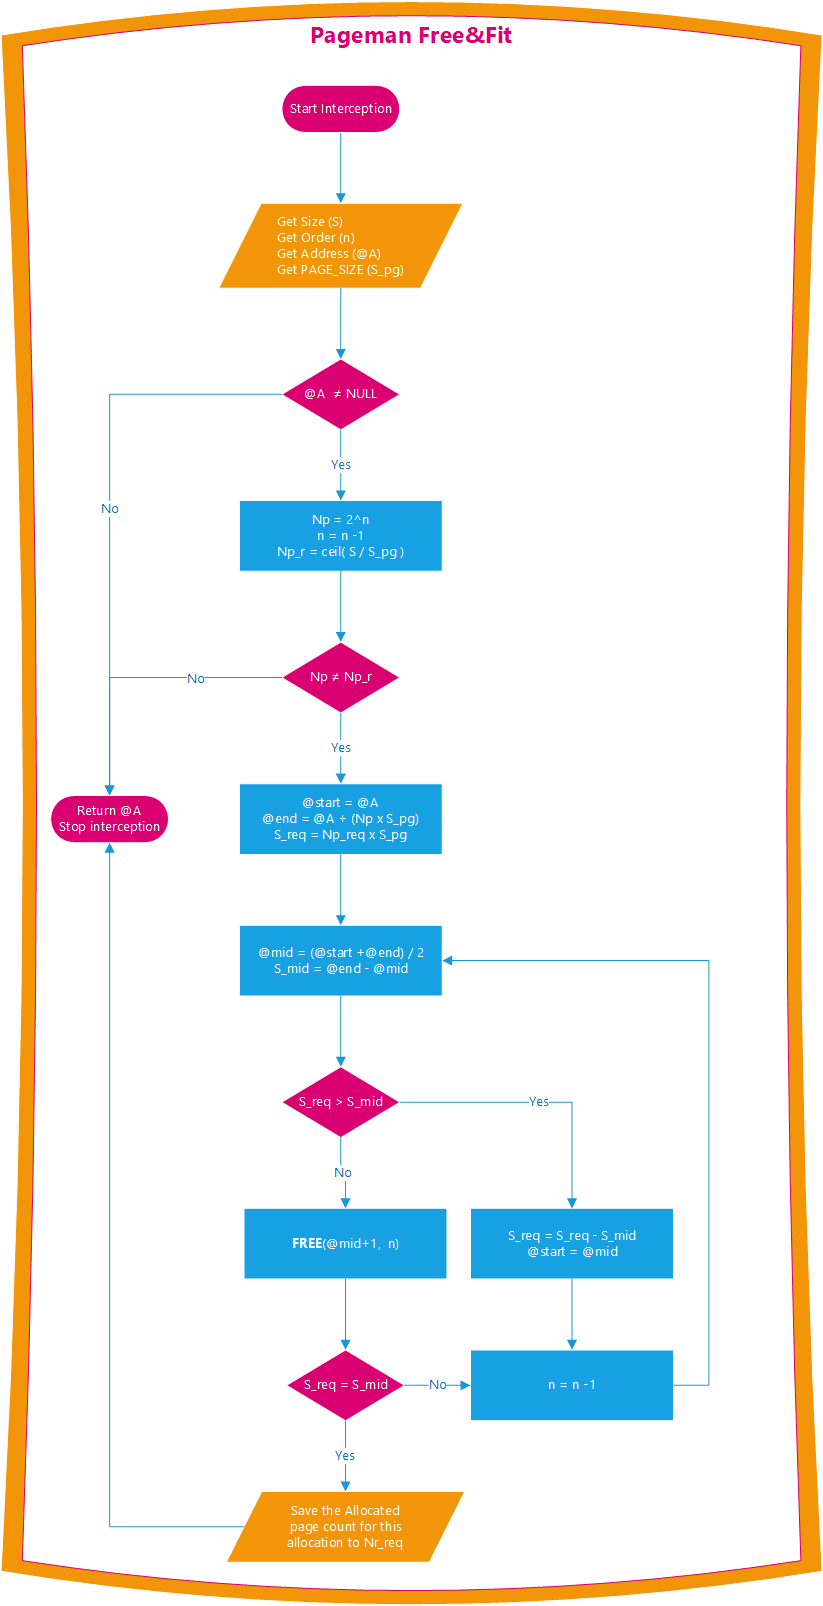 Pageman Free&Fit
Start Interception
Get Size (S)
Get Order (n)
Get Address (@A)
Get PAGE_SIZE (S_pg)
@A ≠ NULL
Yes
No
Np = 2^n
n = n -1
Np_r = ceil( S / S_pg )
Np ≠ Np_r
No
Yes
@start = @A
@end = @A + (Np x S_pg)
S_req = Np_req x S_pg
Return @A
Stop interception
@mid = (@start +@end) / 2
S_mid = @end - @mid
S_req > S_mid
Yes
No
FREE(@mid+1, n)
S_req = S_req - S_mid
@start = @mid
S_req = S_mid
No
n = n -1
Yes
Save the Allocated
page count for this
allocation to Nr_req